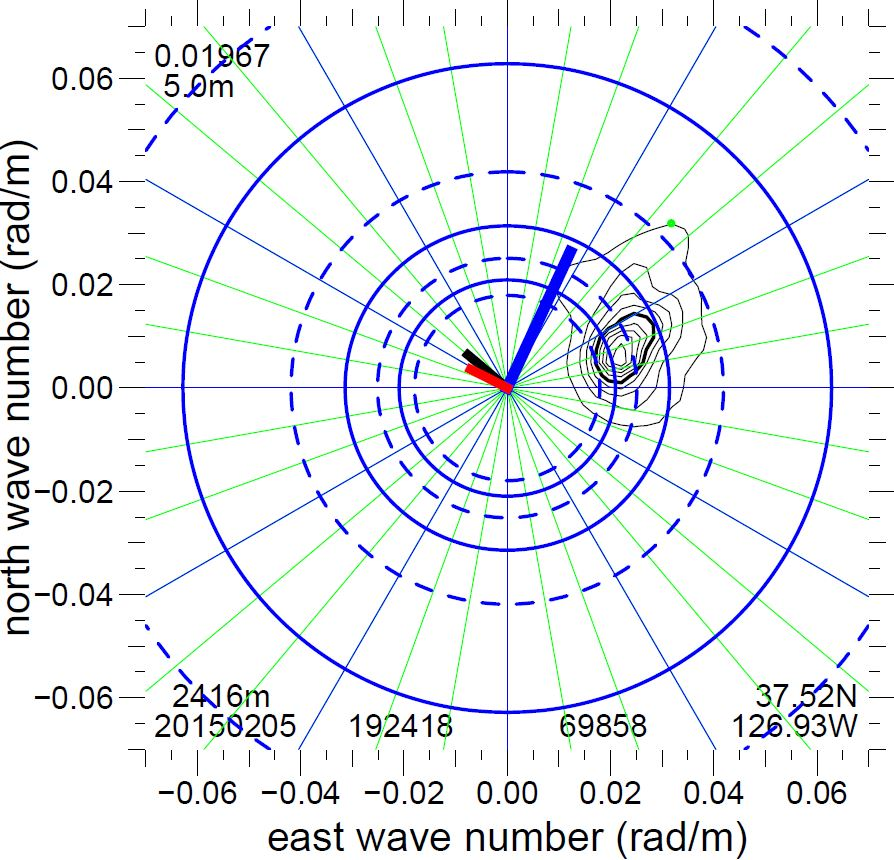 0.01967
5.0m
0.06
0.04
0.02
0.00
−0.02
−0.04
−0.06
north wave number (rad/m)
2416m
37.52N
20150205 192418 69858 126.93W
−0.06 −0.04 −0.02 0.00 0.02 0.04 0.06
east wave number (rad/m)